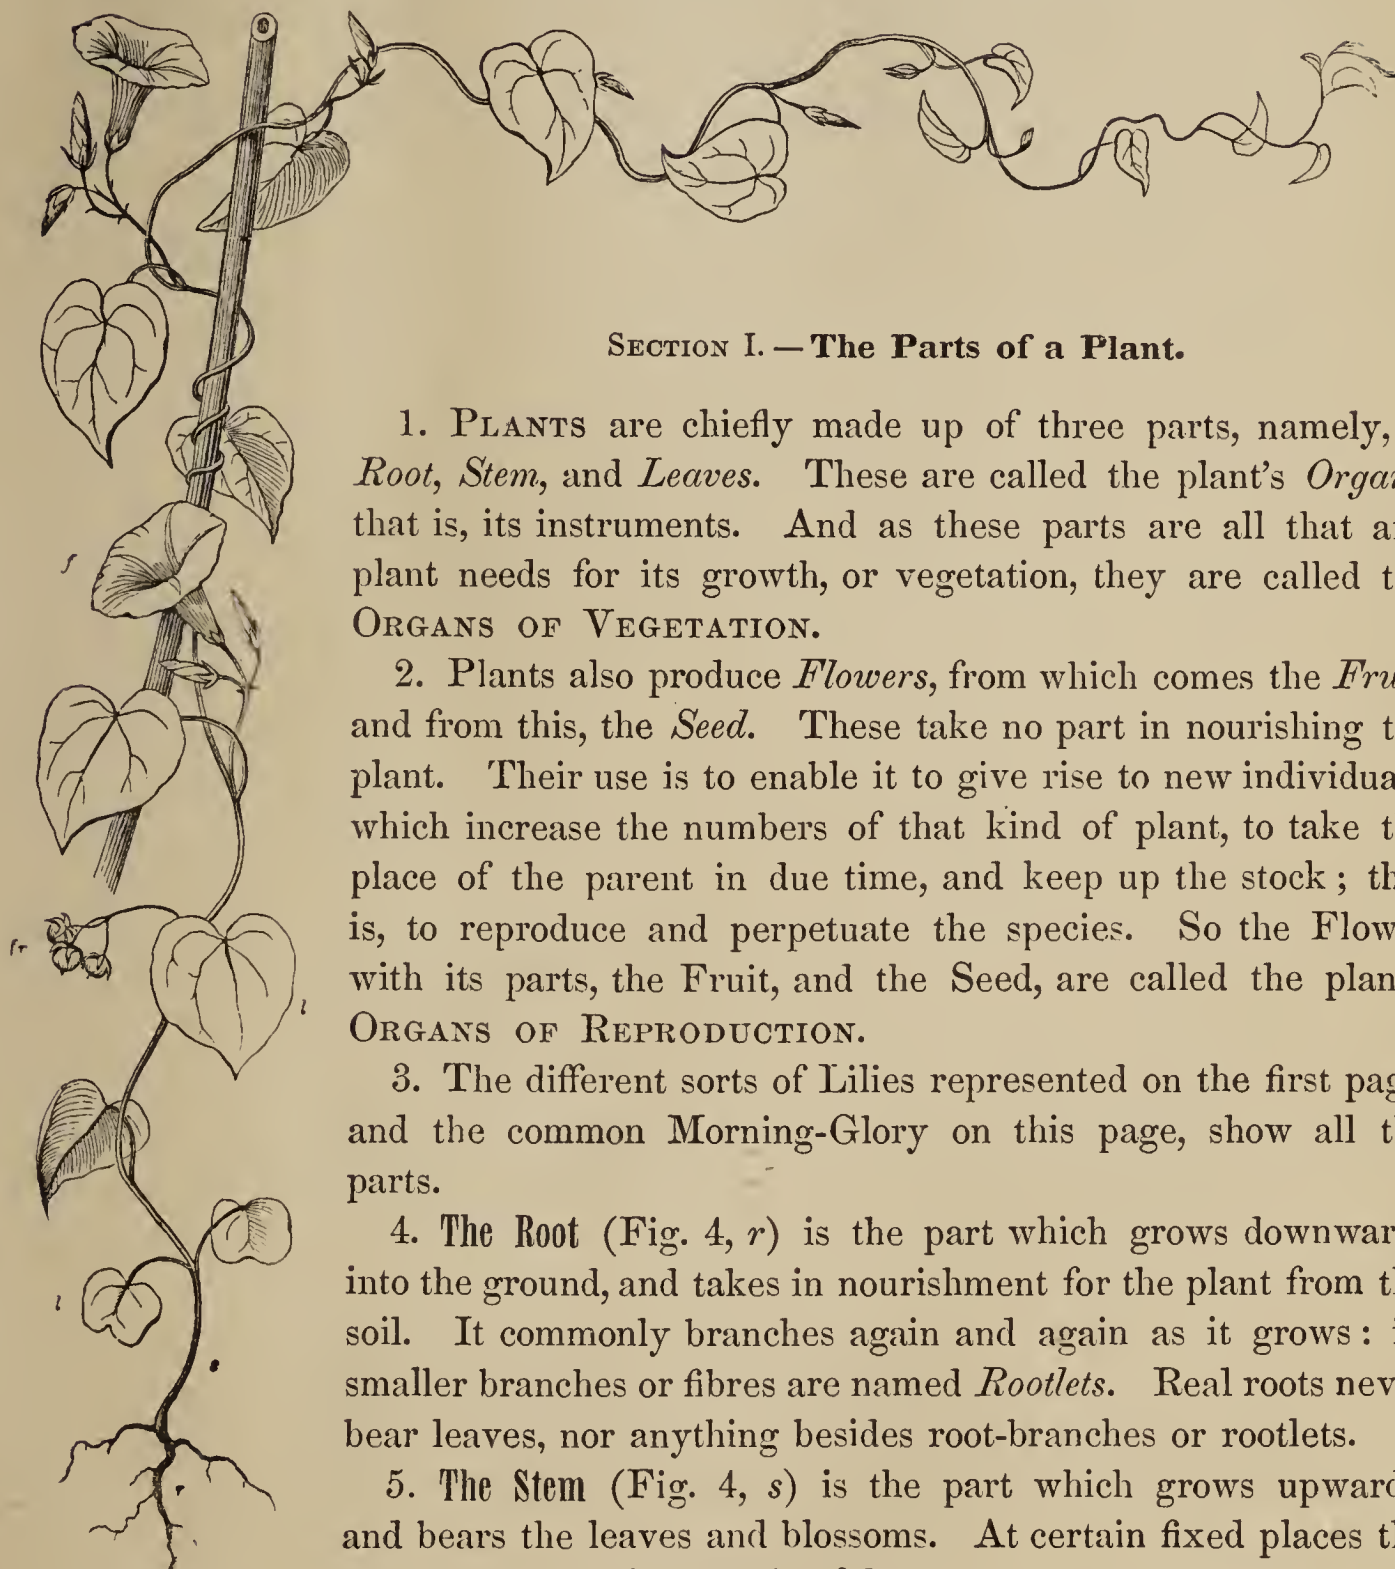 SECTION I. — The Parts of a Plant.
1. PLANTS are chiefly made up of three parts, namely,
Root, Stem, and Leaves. These are called the plant's
that is, its instruments. And as these parts are all that
plant needs for its growth, or vegetation, they are called
ORGANS OF VEGETATION.
2. Plants also produce Flowers, from which comes the
and from this, the Seed. These take no part in nourishing
plant. Their use is to enable it to give rise to new
which increase the numbers of that kind of plant, to take
place of the parent in due time, and keep up the stock;
is, to reproduce and perpetuate the species. So the
f
with its parts, the Fruit, and the Seed, are called the
fr
l
ORGANS OF REPRODUCTION.
3. The different sorts of Lilies represented on the first
and the common Morning-Glory on this page, show all
parts.
4. The Root (Fig. 4, r) is the part which grows
into the ground, and takes in nourishment for the plant from
l
soil. It commonly branches again and again as it grows:
s
smaller branches or fibres are named Rootlets. Real roots
bear leaves, nor anything besides root-branches or rootlets.
r
5. The Stem (Fig. 4, s) is the part which grows
and bears the leaves and blossoms. At certain fixed places